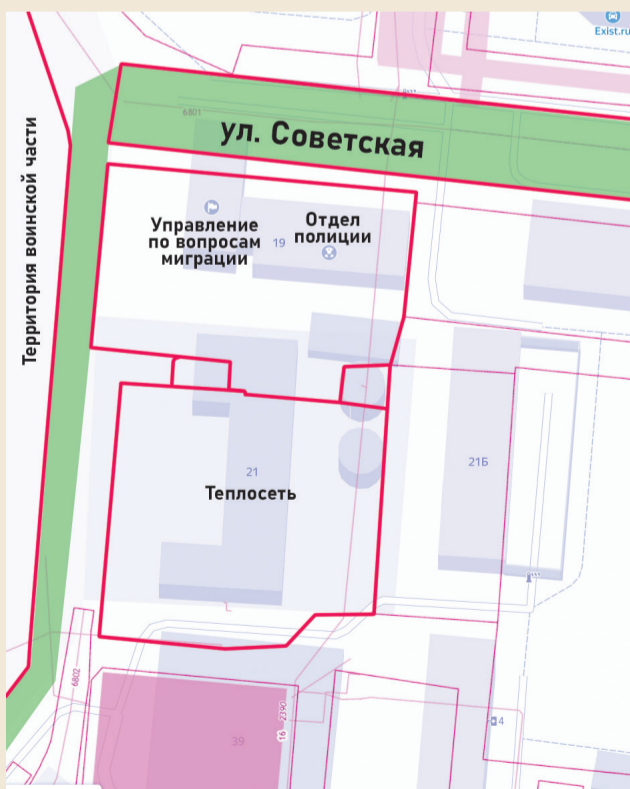 Exist.ru
6801
ул. Советская
Территория воинской части
Управление
по вопросам
миграции
Отдел
полиции
19
21
Теплосеть
21Б
6802
16
2390
39
4